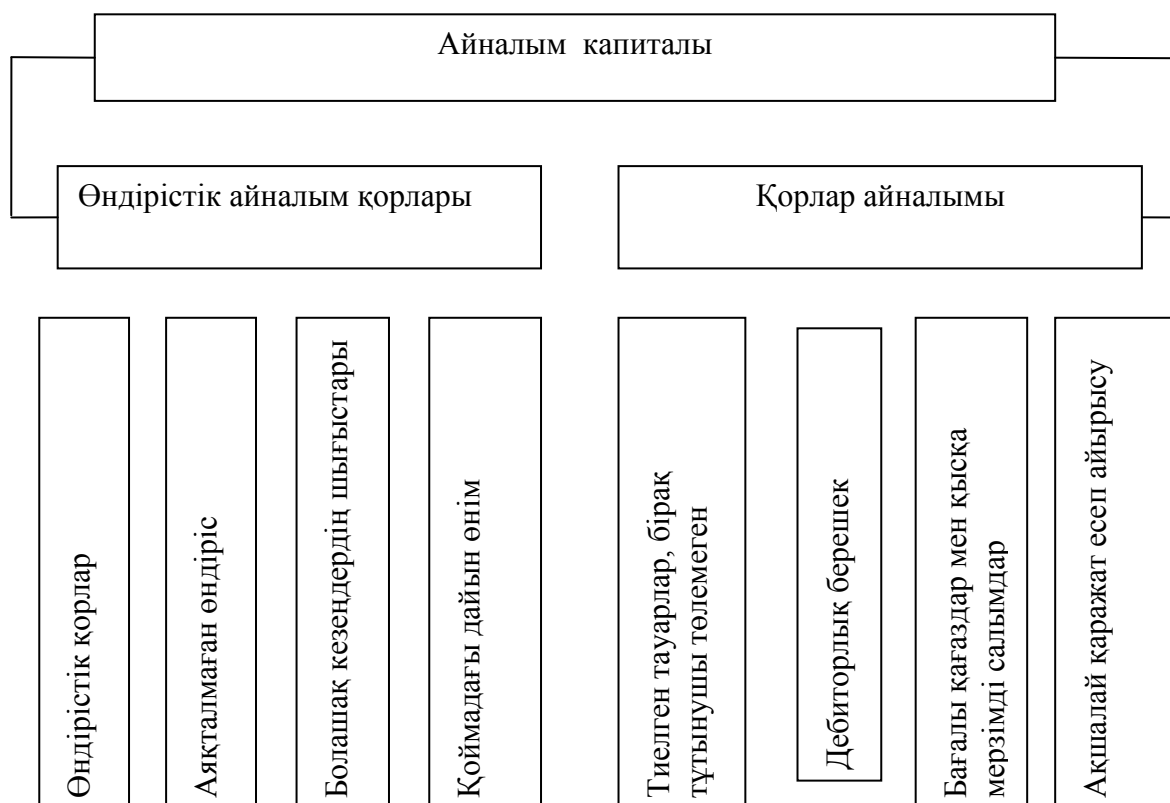 Айналым капиталы
Өндірістік айналым қорлары
Қорлар айналымы
Өндірістік қорлар
Аяқталмаған өндіріс
Болашақ кезеңдердің шығыстары
Қоймадағы дайын өнім
Тиелген тауарлар, бірақ
тұтынушы төлемеген
Дебиторлық берешек
Бағалы қағаздар мен қысқа
мерзімді салымдар
Ақшалай қаражат есеп айырысу